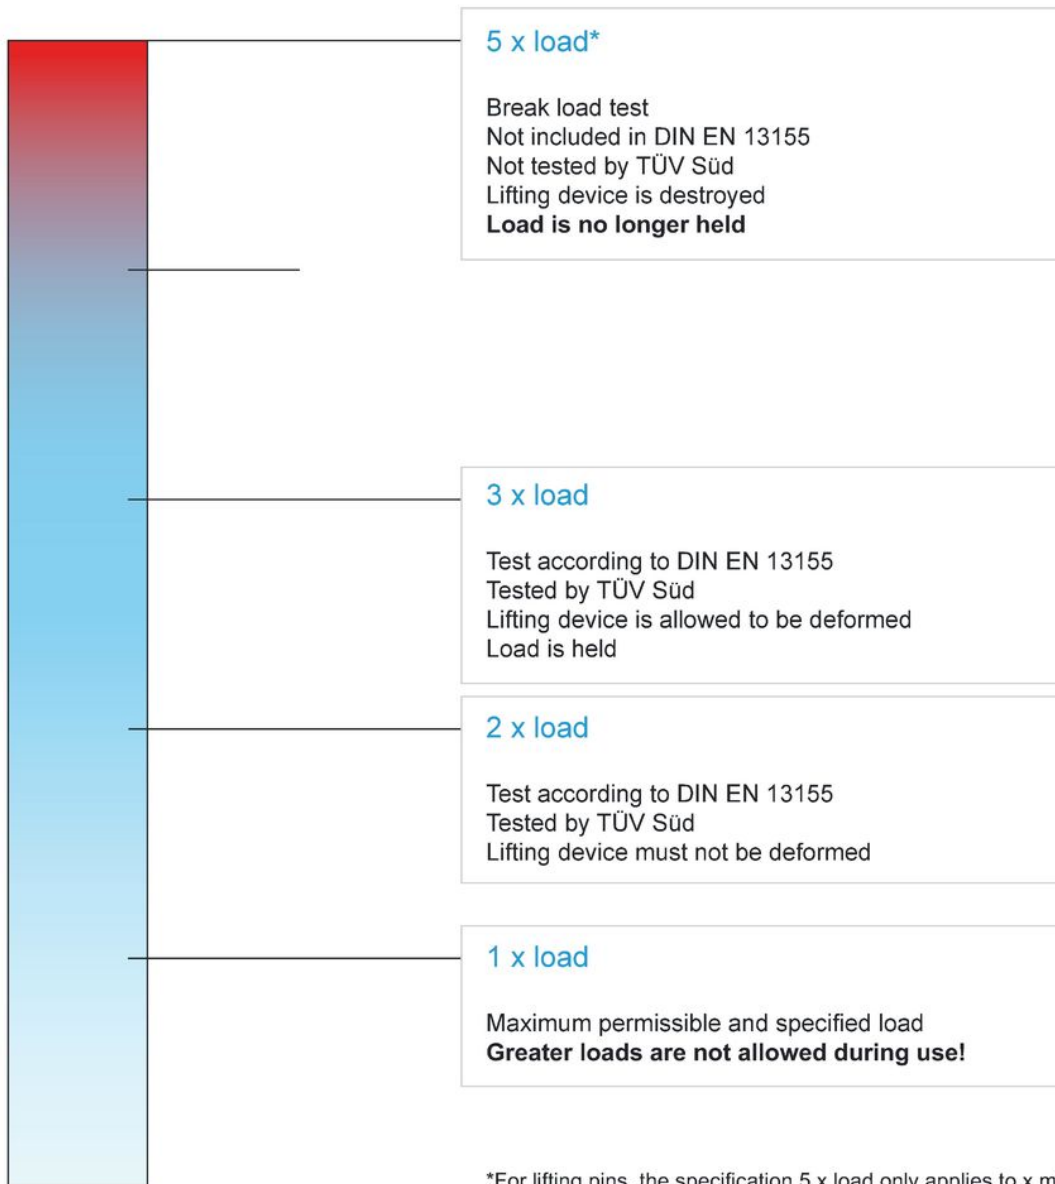 5 x load*
Break load test
Not included in DIN EN 13155
Not tested by TÜV Süd
Lifting device is destroyed
Load is no longer held
3 x load
Test according to DIN EN 13155
Tested by TÜV Süd
Lifting device is allowed to be deformed
Load is held
2 x load
Test according to DIN EN 13155
Tested by TÜV Süd
Lifting device must not be deformed
1 x load
Maximum permissible and specified load
Greater loads are not allowed during use!
*For lifting pins, the specification 5 x load only applies to x